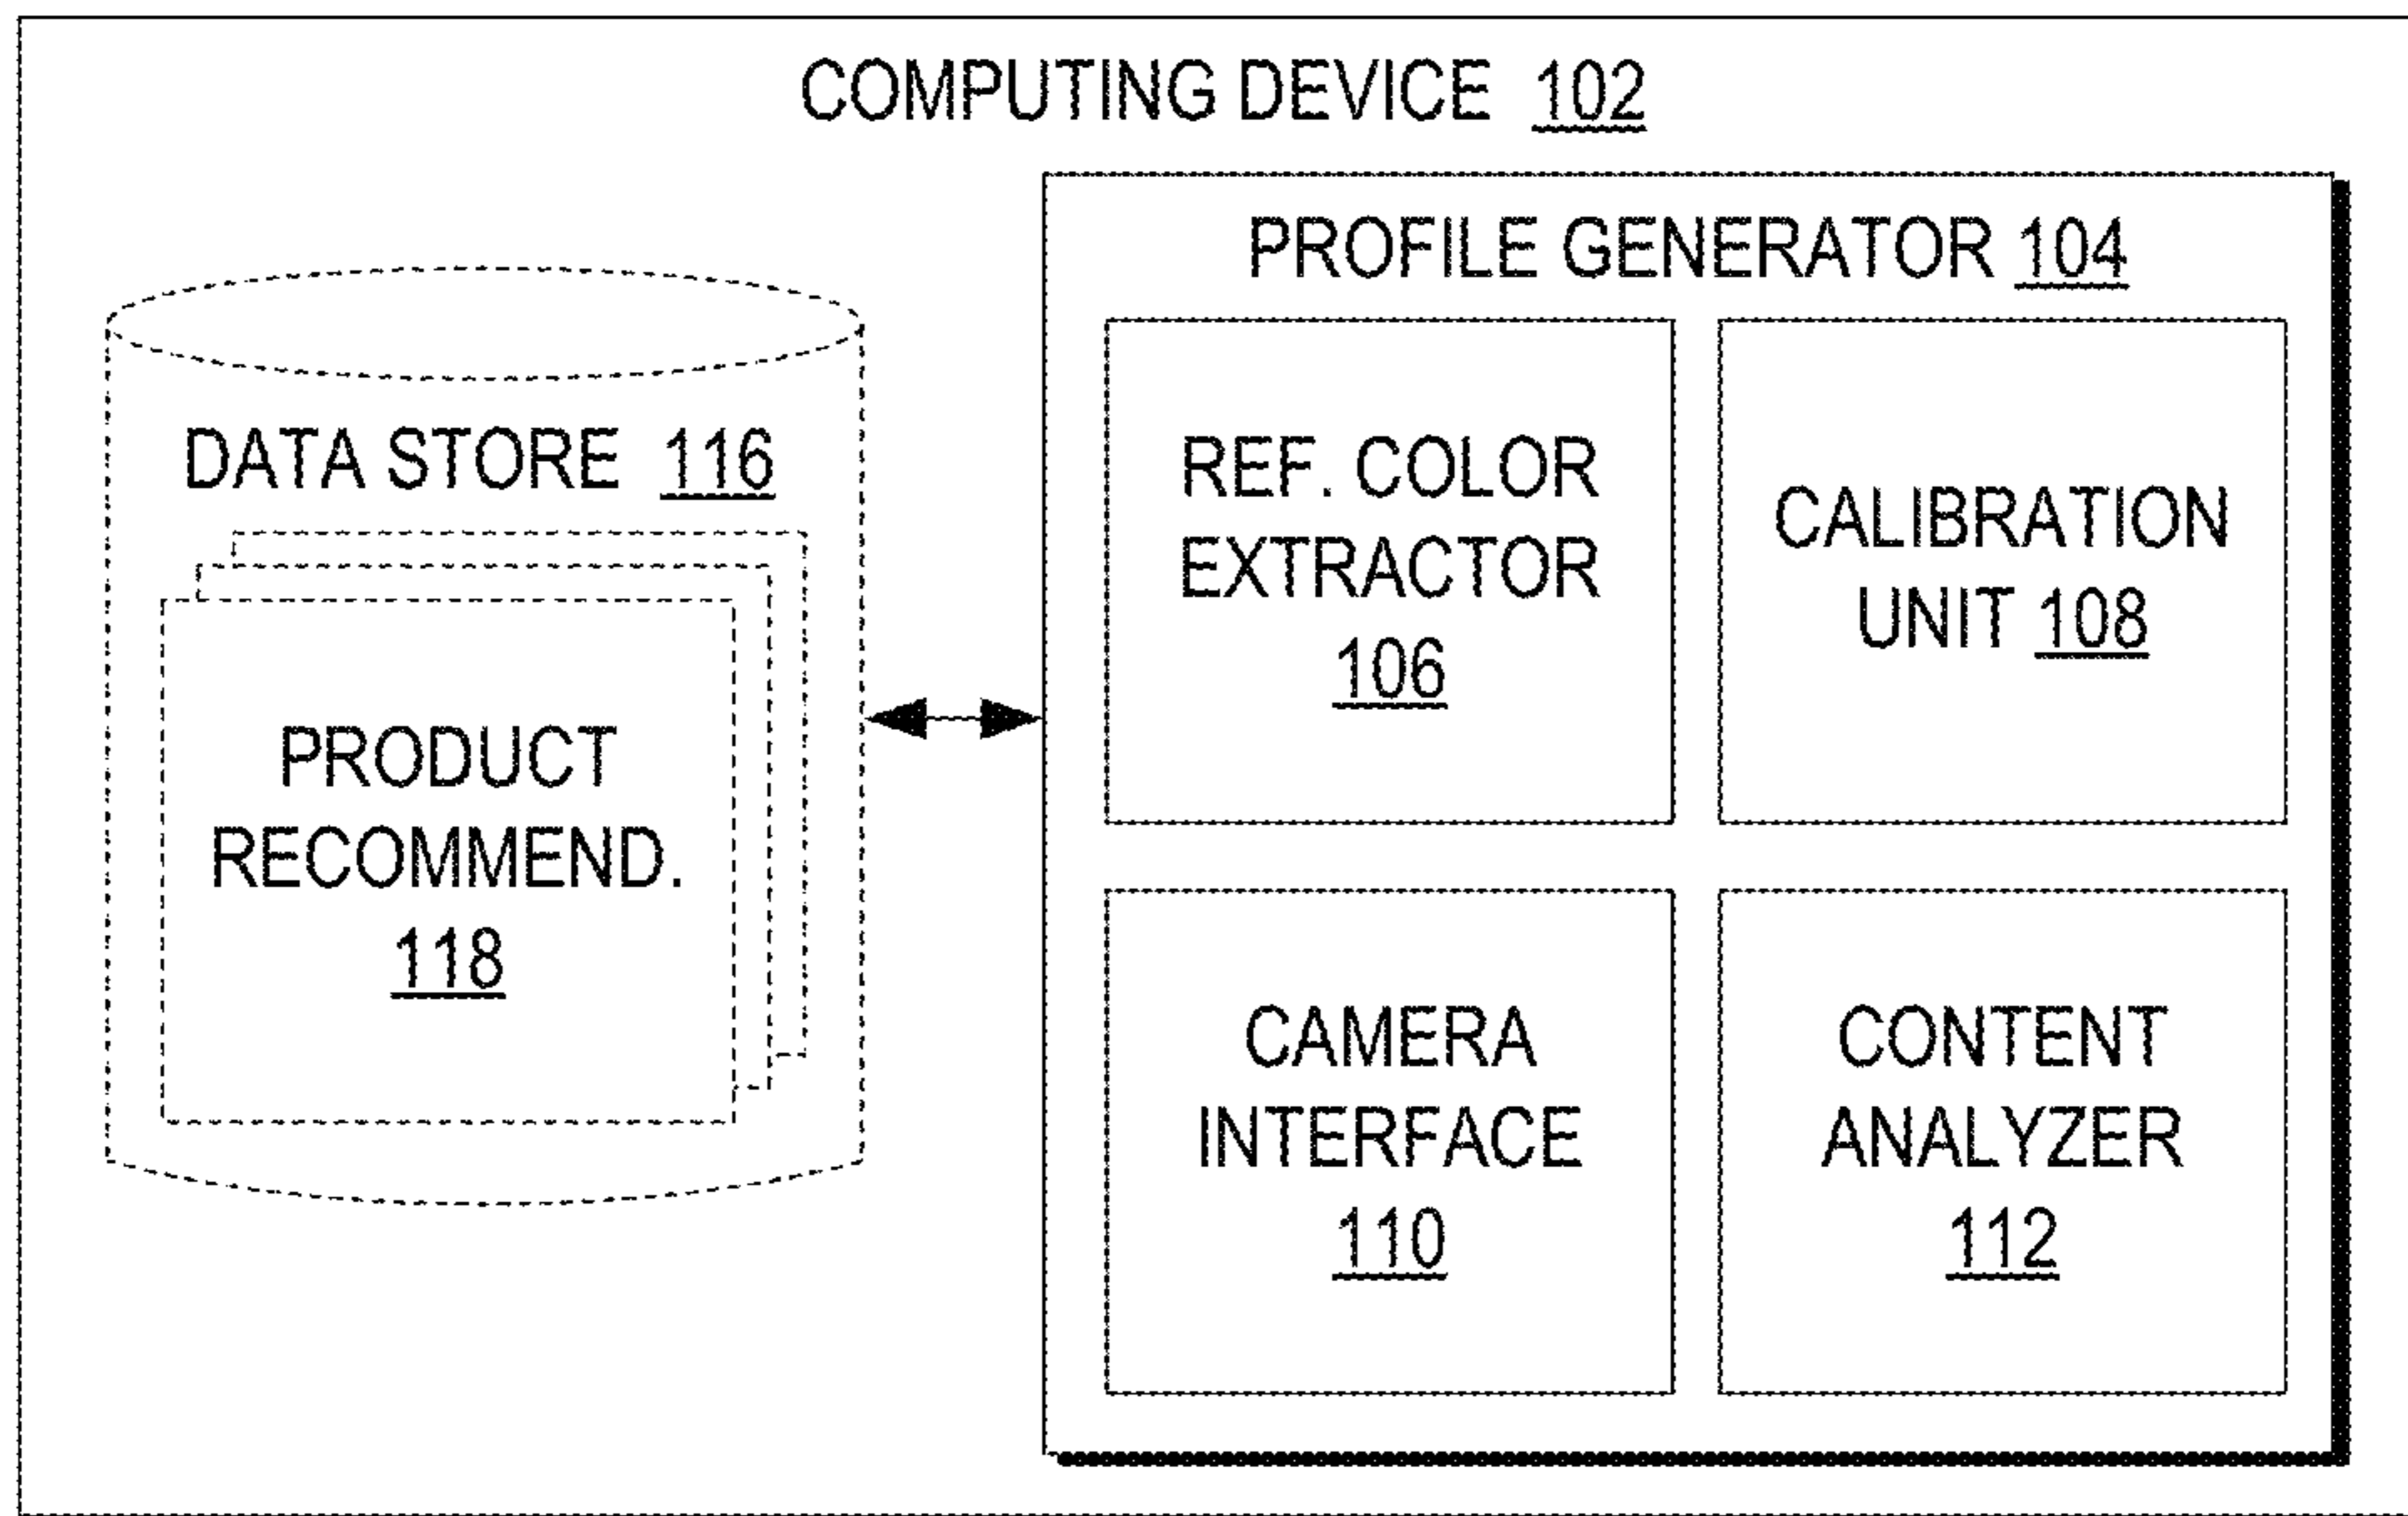 COMPUTING DEVICE 102
DATA STORE 116
PRODUCT
RECOMMEND.
118
PROFILE GENERATOR 104
REF. COLOR
EXTRACTOR
106
CALIBRATION
UNIT 108
CAMERA
INTERFACE
110
CONTENT
ANALYZER
112